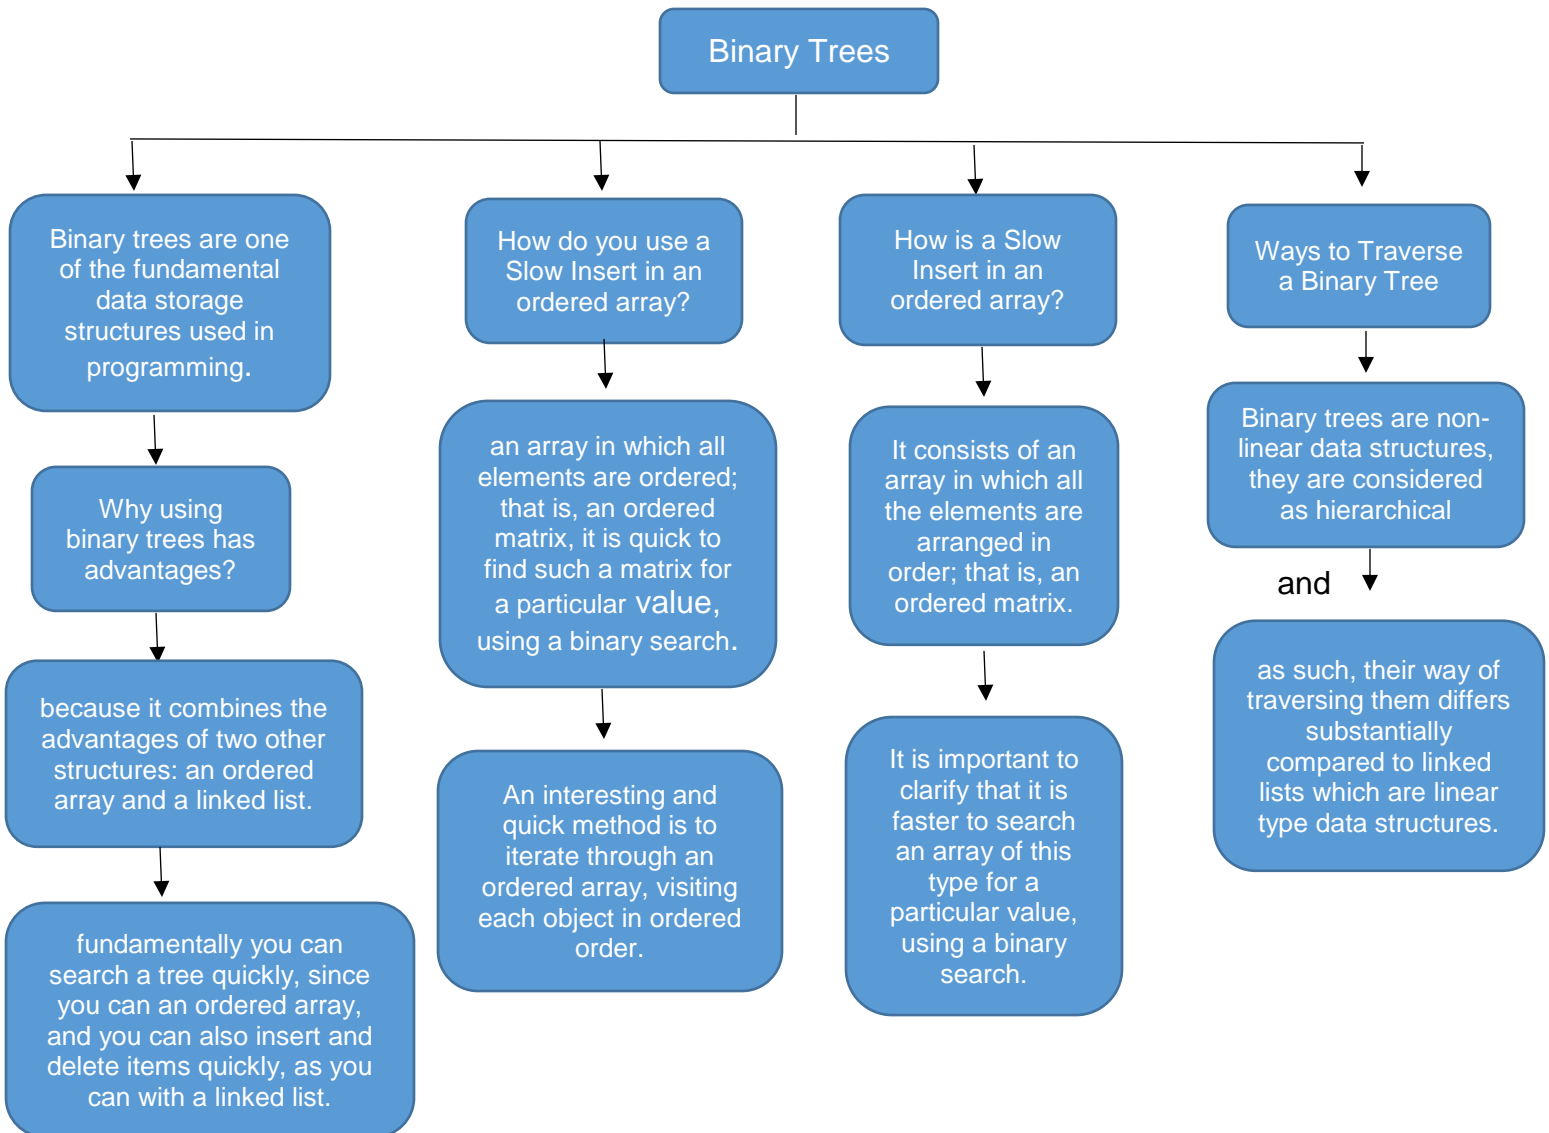 Binary Trees
Binary trees are one
of the fundamental
data storage
structures used in
programming.
Why using
binary trees has
advantages?
because it combines the
advantages of two other
structures: an ordered
array and a linked list.
fundamentally you can
search a tree quickly, since
you can an ordered array,
and you can also insert and
delete items quickly, as you
can with a linked list.
How do you use a
Slow Insert in an
ordered array?
an array in which all
elements are ordered;
that is, an ordered
matrix, it is quick to
find such a matrix for
a particular value,
using a binary search.
An interesting and
quick method is to
iterate through an
ordered array, visiting
each object in ordered
order.
How is a Slow
Insert in an
ordered array?
It consists of an
array in which all
the elements are
arranged in
order; that is, an
ordered matrix.
It is important to
clarify that it is
faster to search
an array of this
type for a
particular value,
using a binary
search.
Ways to Traverse
a Binary Tree
Binary trees are non-
linear data structures,
they are considered
as hierarchical
and
as such, their way of
traversing them differs
substantially
compared to linked
lists which are linear
type data structures.